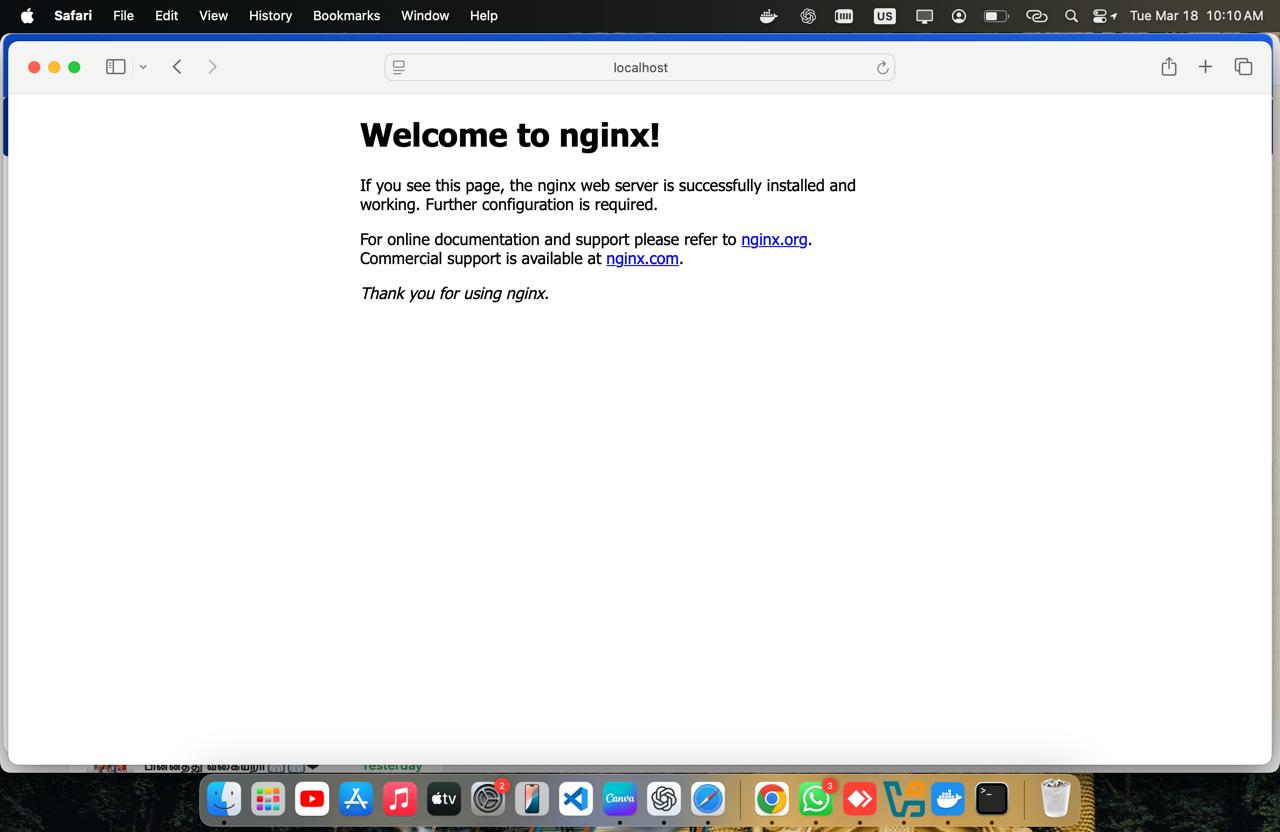 Safari File Edit View History Bookmarks Window Help US Tue Mar 18 10:10 AM
localhost
Welcome to nginx!
If you see this page, the nginx web server is successfully installed and
working. Further configuration is required.
For online documentation and support please refer to nginx.org.
Commercial support is available at nginx.com.
Thank you for using nginx.
Yesterday
2
3
tv
Canva
>_